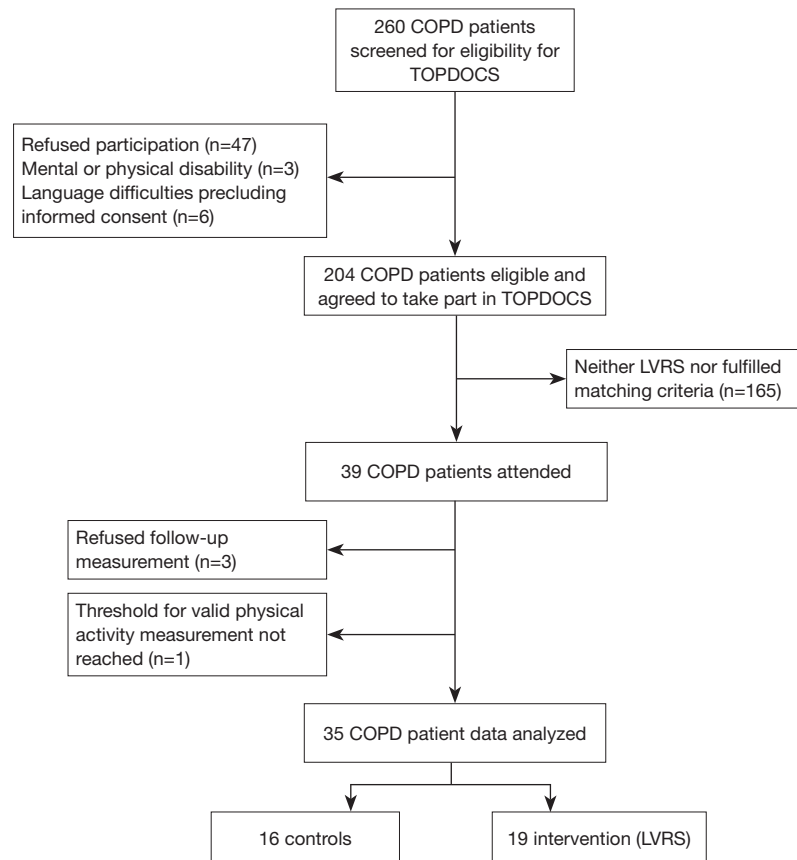 260 COPD patients
screened for eligibility for
TOPDOCS
Refused participation (n=47)
Mental or physical disability (n=3)
Language difficulties precluding
informed consent (n=6)
204 COPD patients eligible and
agreed to take part in TOPDOCS
Neither LVRS nor fulfilled
matching criteria (n=165)
39 COPD patients attended
Refused follow-up
measurement (n=3)
Threshold for valid physical
activity measurement not
reached (n=1)
35 COPD patient data analyzed
16 controls
19 intervention (LVRS)